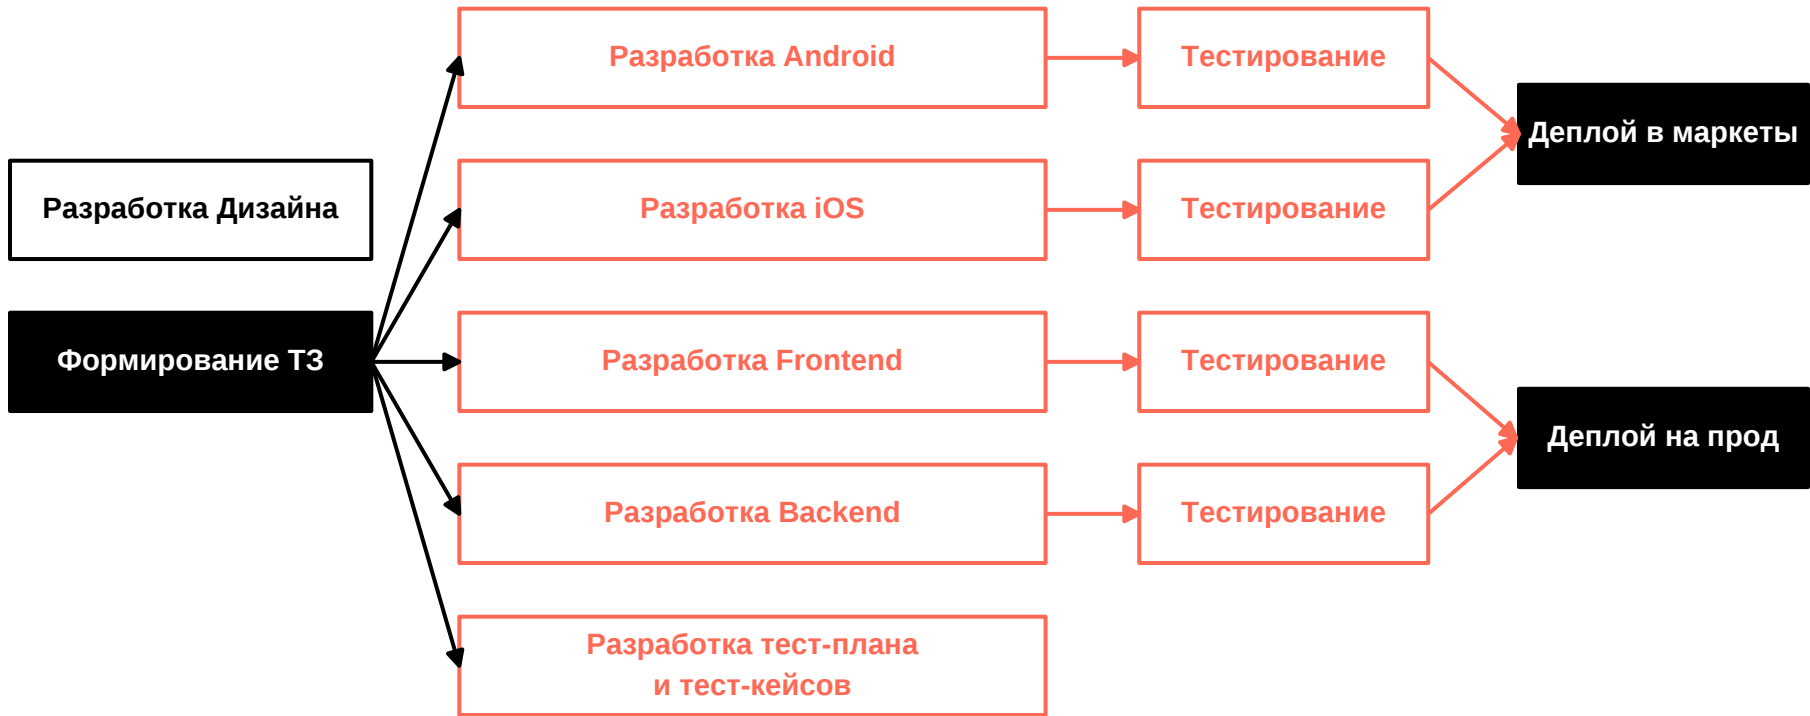 Разработка Android
Тестирование
Деплой в маркеты
Разработка Дизайна
Разработка iOS
Тестирование
Формирование ТЗ
Разработка Frontend
Тестирование
Деплой на прод
Разработка Backend
Тестирование
Разработка тест-плана
и тест-кейсов